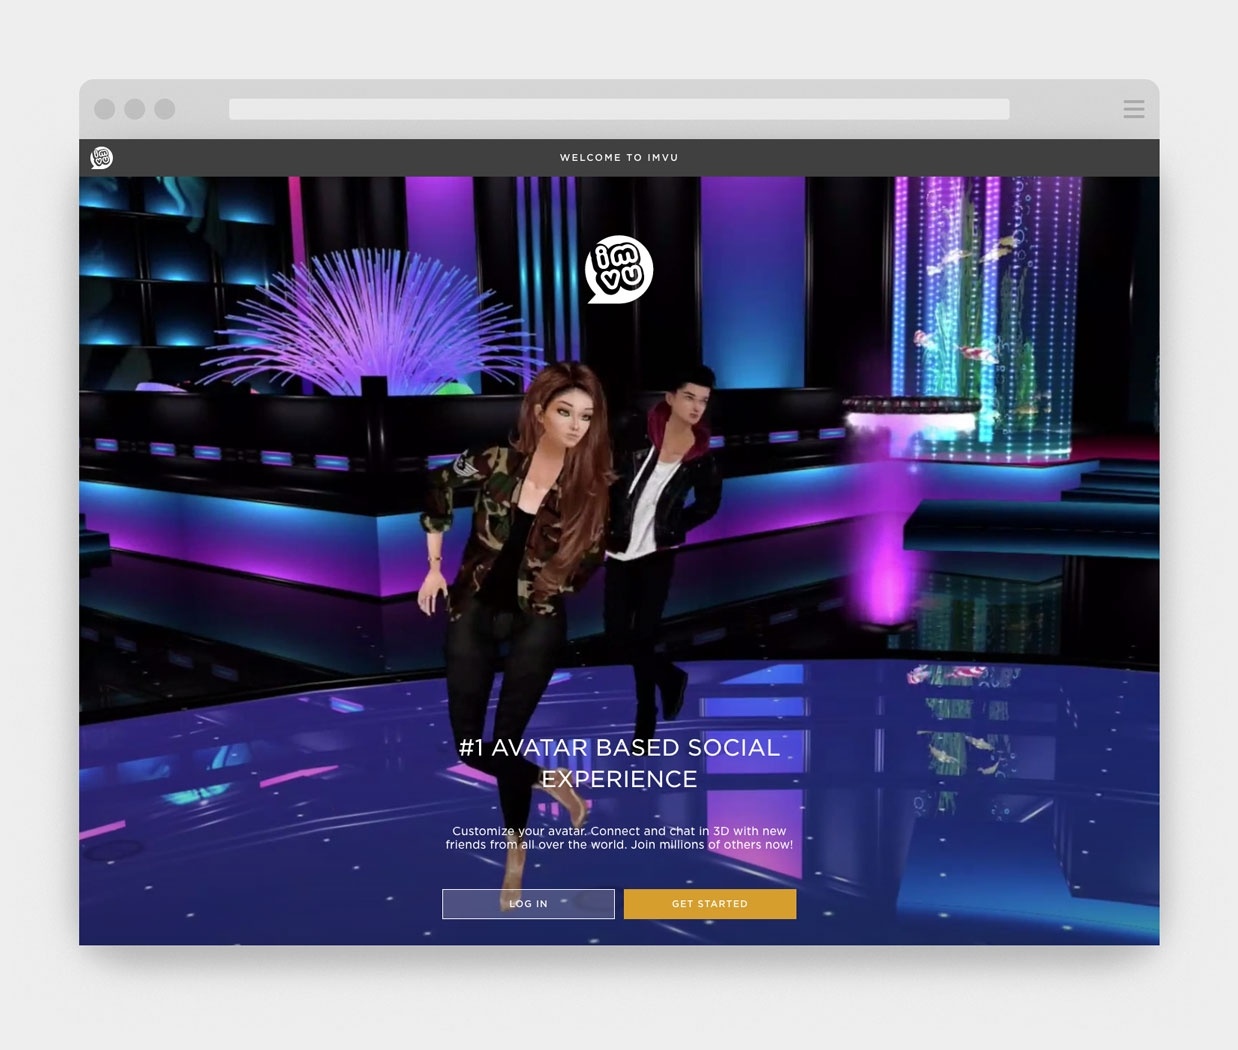 imvu
WELCOME TO IMVU
imvu
#1 AVATAR BASED SOCIAL
EXPERIENCE
Customize your avatar. Connect and chat in 3D with new
friends from all over the world. Join millions of others now!
LOG IN
GET STARTED